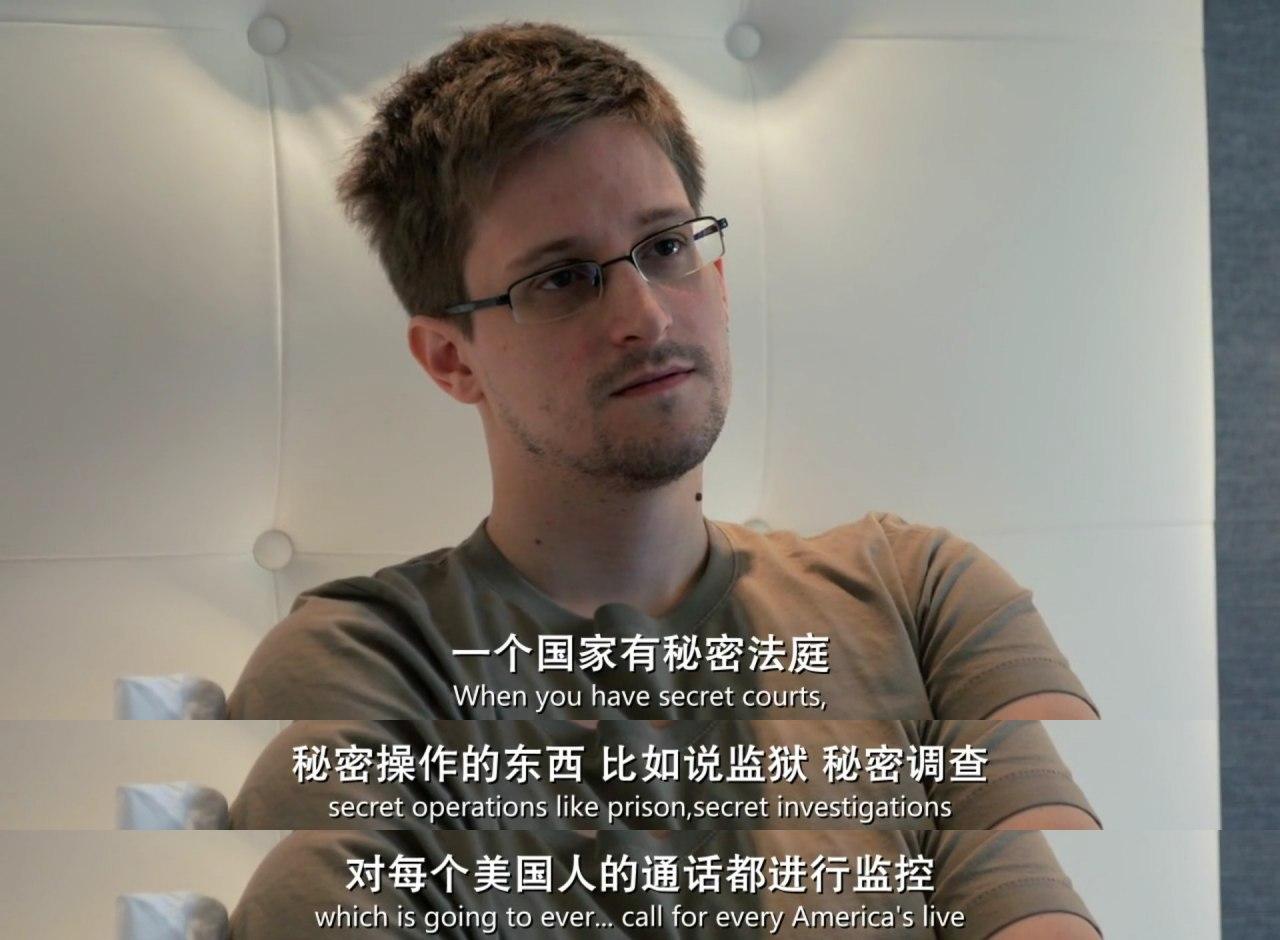 一个国家有秘密法庭
When you have secret courts,
秘密操作的东西 比如说监狱 秘密调查
secret operations like prison,secret investigations
对每个美国人的通话都进行监控
which is going to ever... call for every America's live